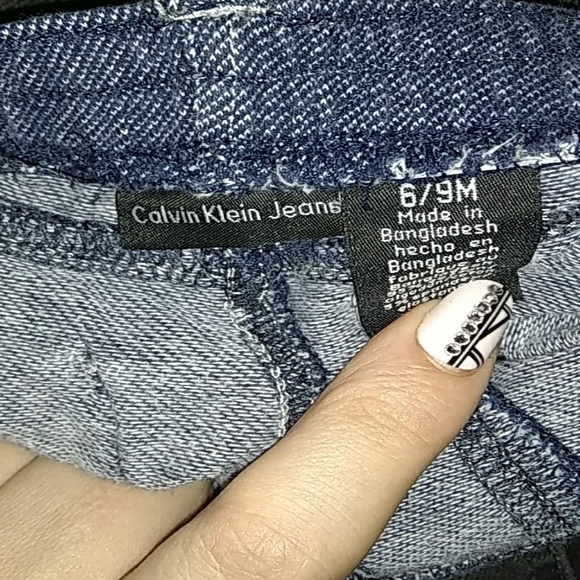 Calvin Klein Jeans
6/9M
Made in
Bangladesh
hecho en
Bangladesh